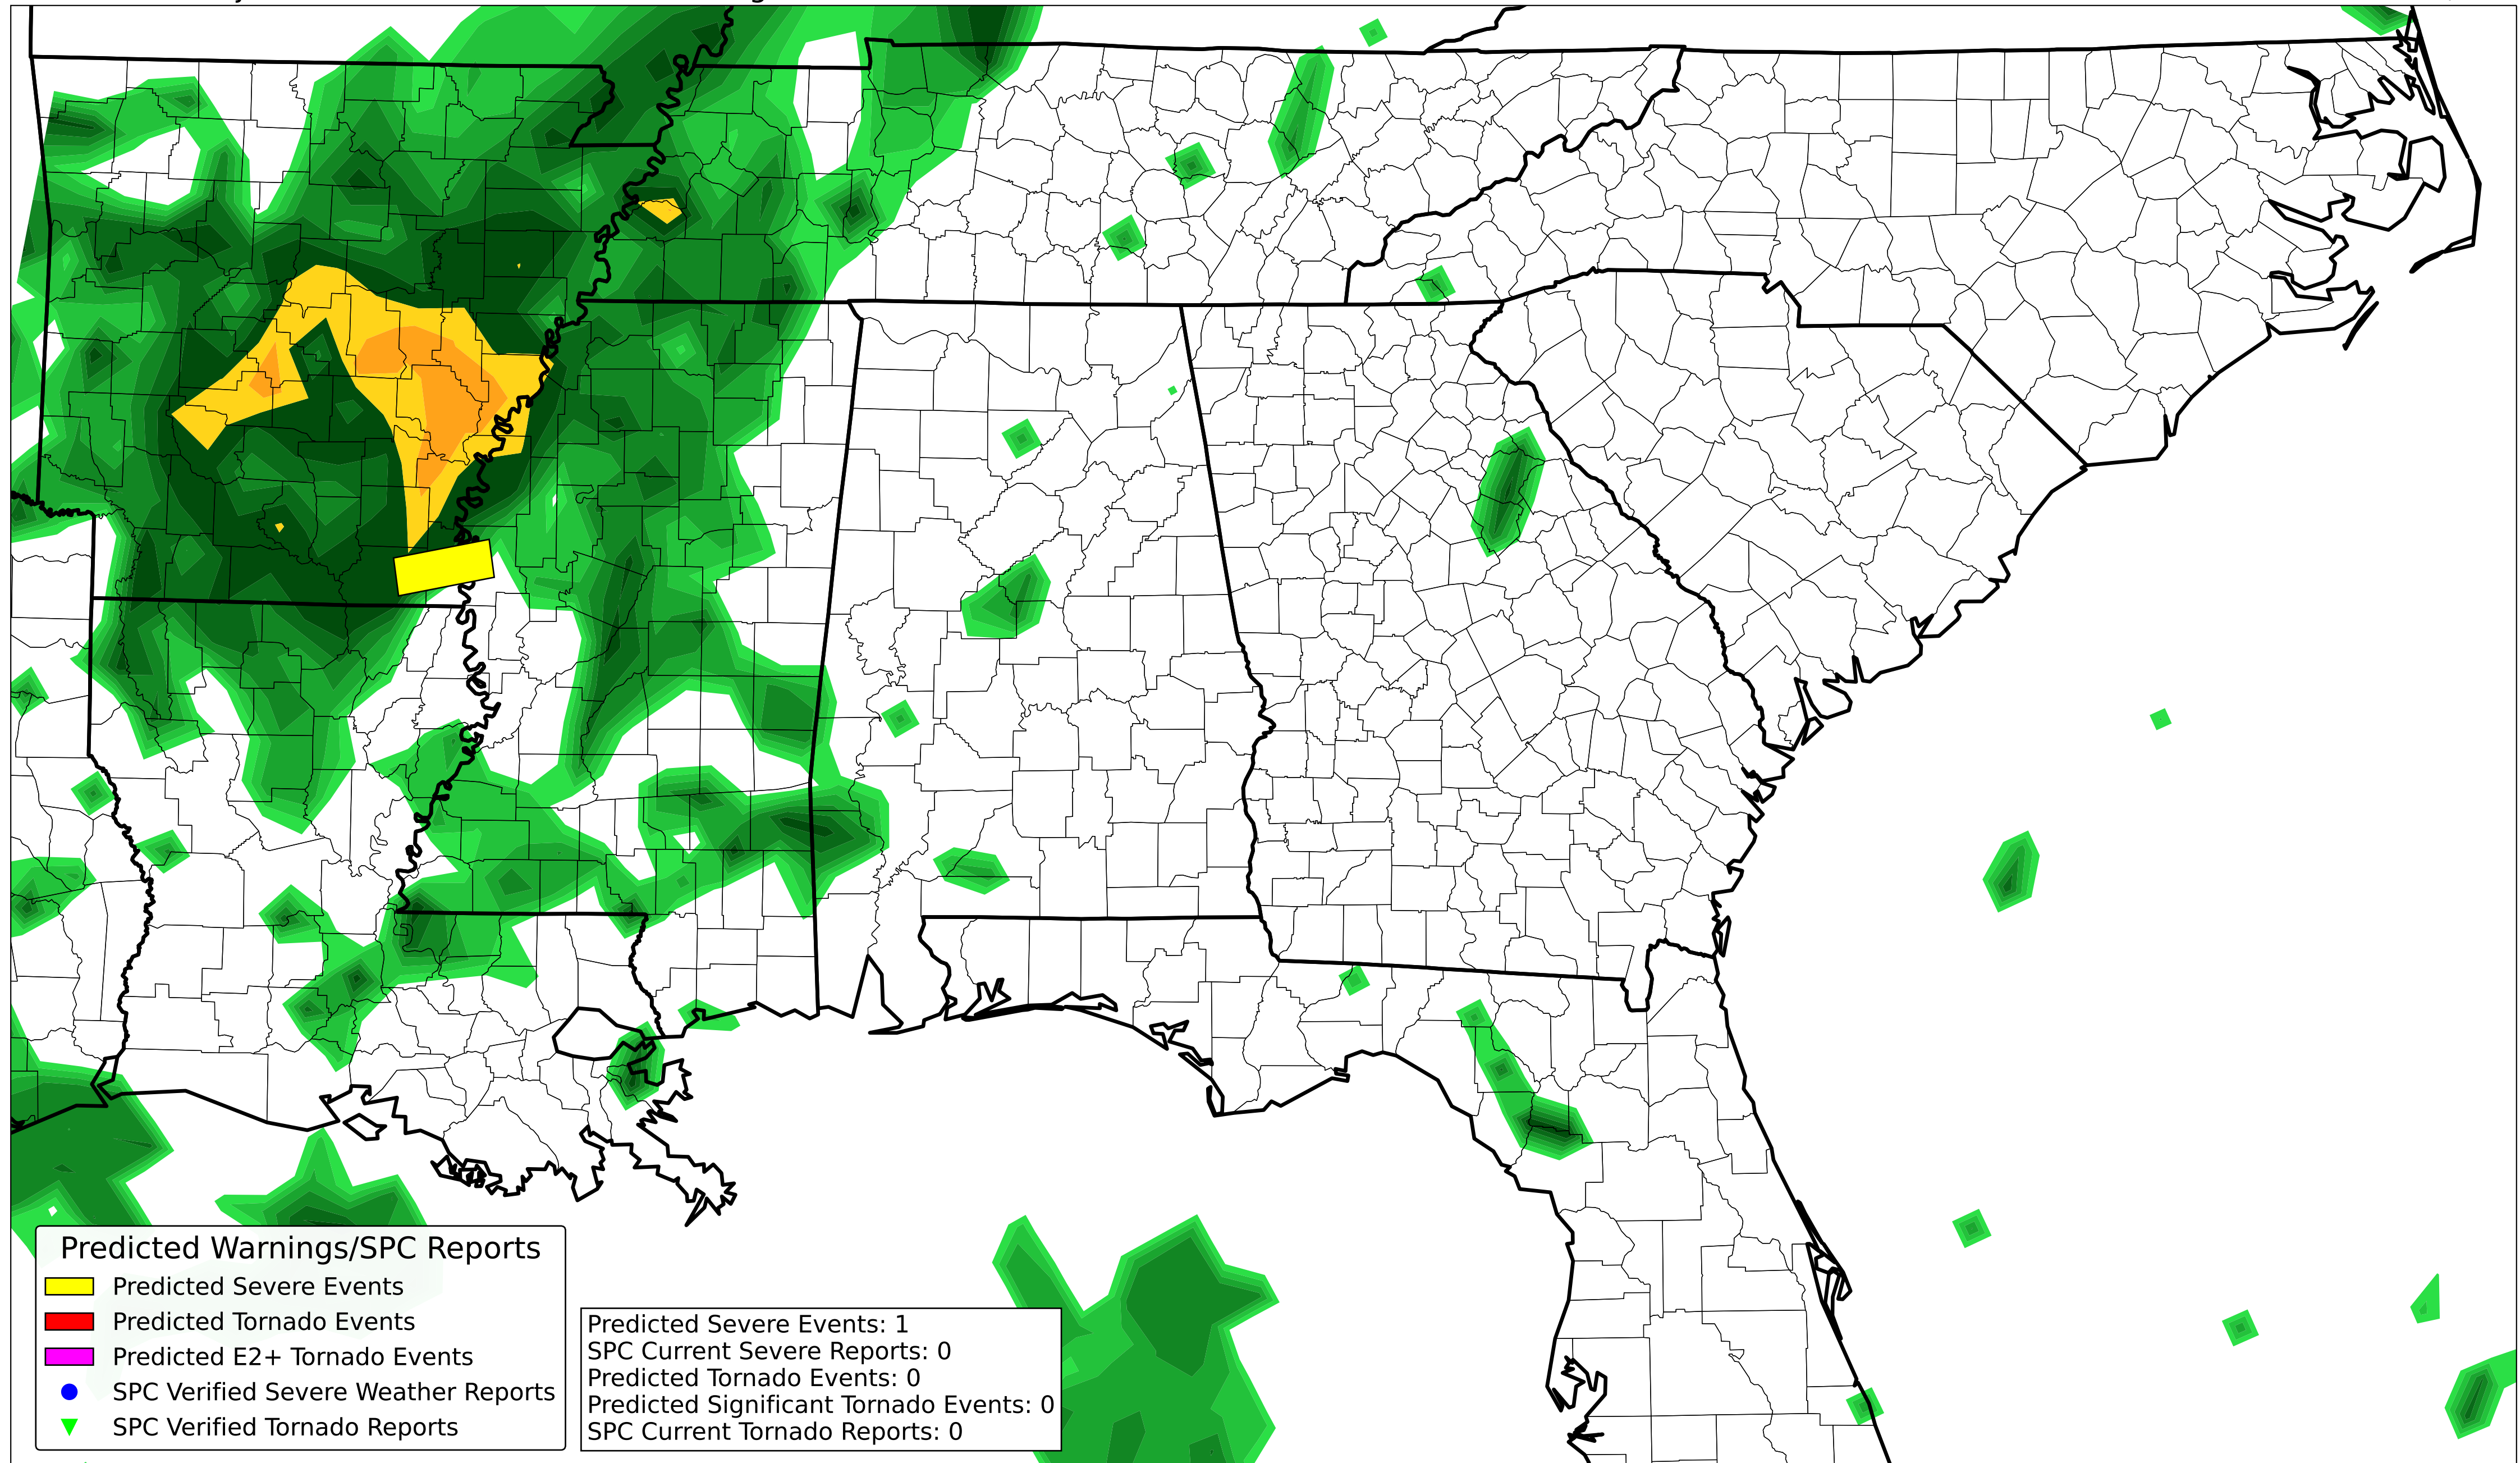 Predicted Warnings/SPC Reports
Predicted Severe Events
Predicted Tornado Events
Predicted E2+ Tornado Events
SPC Verified Severe Weather Reports
SPC Verified Tornado Reports
Predicted Severe Events: 1
SPC Current Severe Reports: 0
Predicted Tornado Events: 0
Predicted Significant Tornado Events: 0
SPC Current Tornado Reports: 0